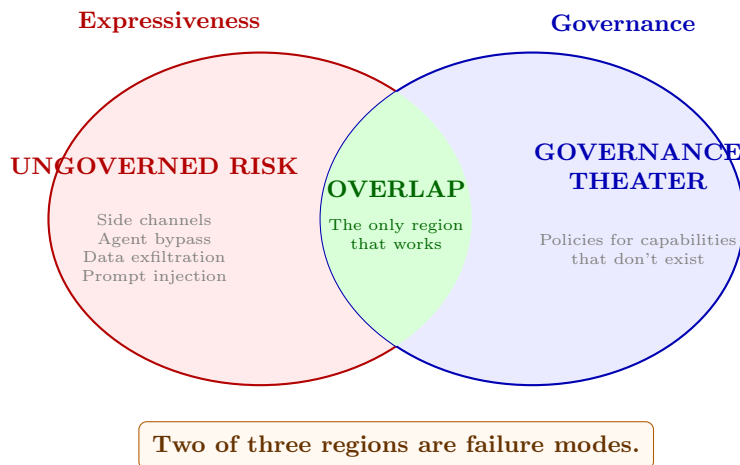 Expressiveness
Governance
UNGOVERNED RISK
Side channels
Agent bypass
Data exfiltration
Prompt injection
OVERLAP
The only region
that works
GOVERNANCE
THEATER
Policies for capabilities
that don't exist
Two of three regions are failure modes.